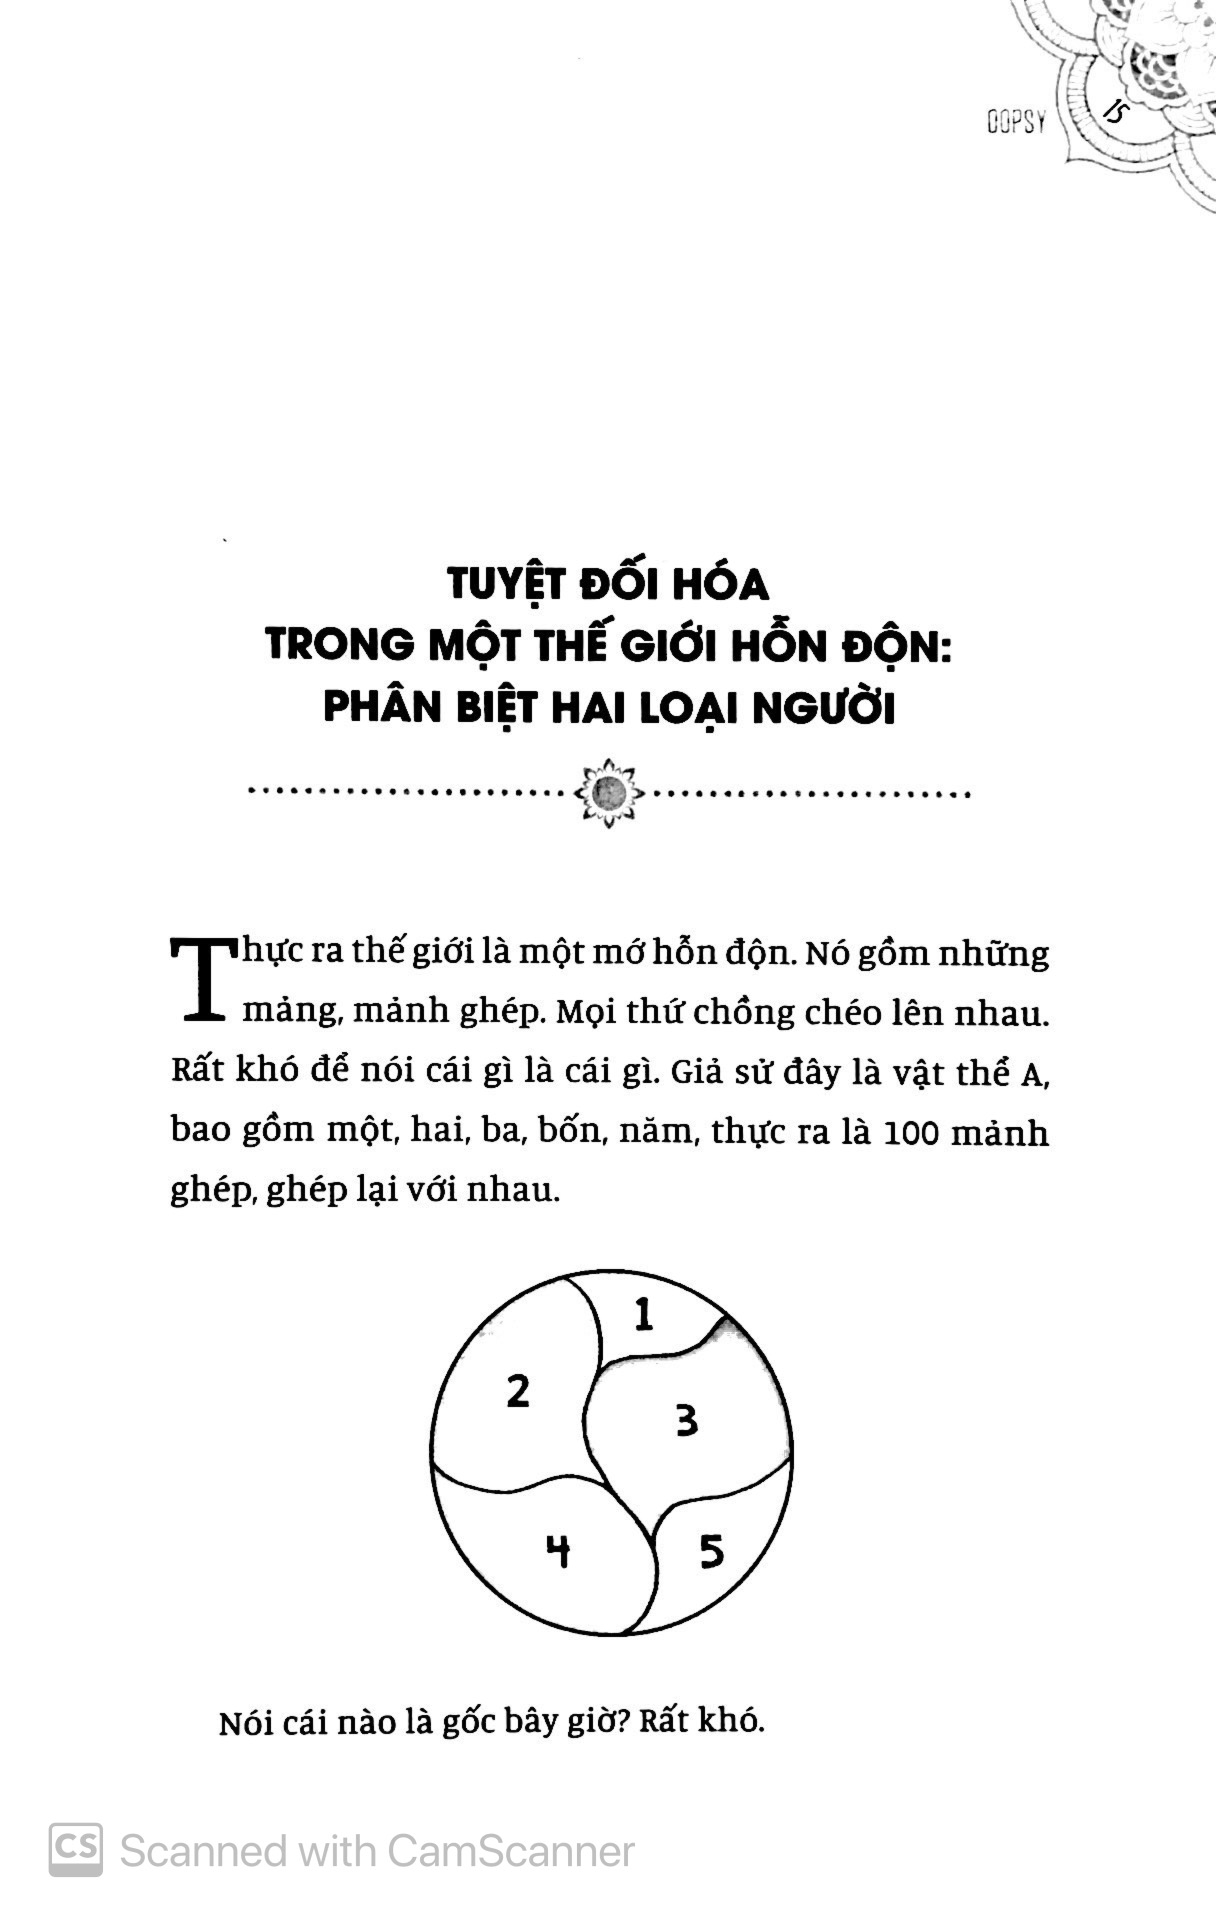 OOPSY 15
TUYỆT ĐỐI HÓA
TRONG MỘT THẾ GIỚI HỖN ĐỘN:
PHÂN BIỆT HAI LOẠI NGƯỜI
Thực ra thế giới là một mớ hỗn độn. Nó gồm những
mảng, mảnh ghép. Mọi thứ chồng chéo lên nhau.
Rất khó để nói cái gì là cái gì. Giả sử đây là vật thể A,
bao gồm một, hai, ba, bốn, năm, thực ra là 100 mảnh
ghép, ghép lại với nhau.
1
2
3
4
5
Nói cái nào là gốc bây giờ? Rất khó.
CS Scanned with CamScanner